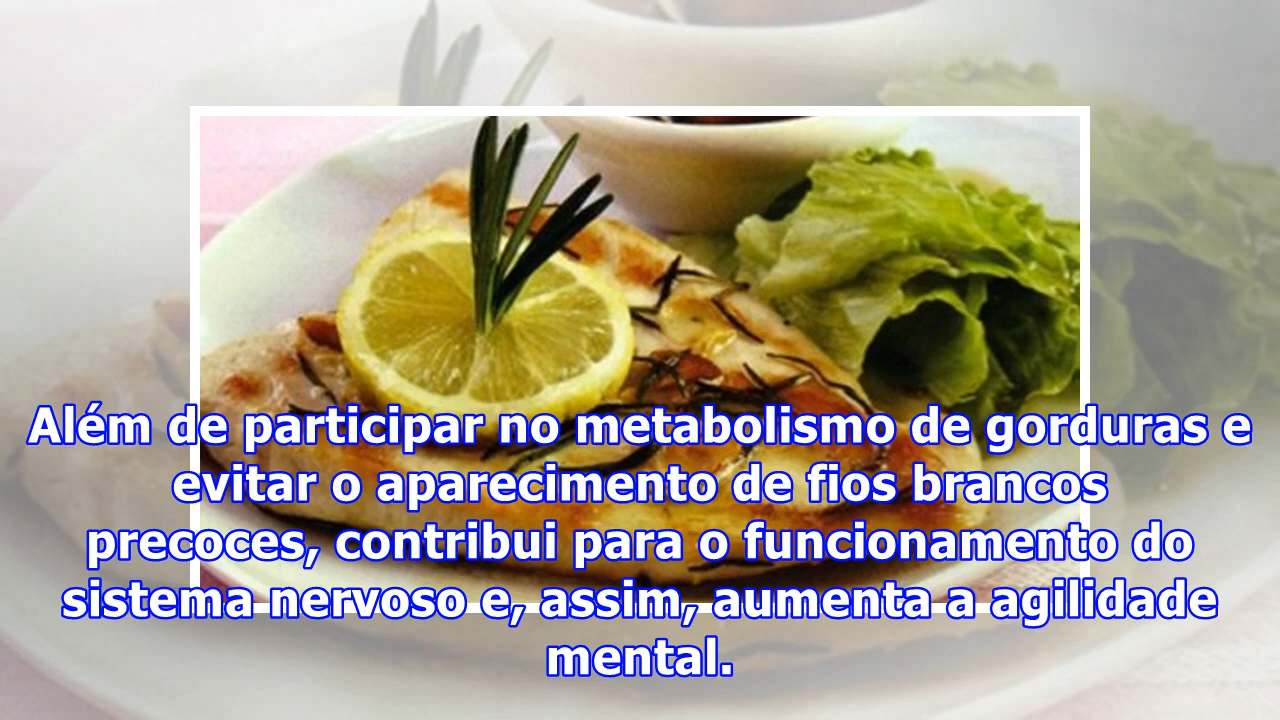 Além de participar no metabolismo de gorduras e
evitar o aparecimento de fios brancos
precoces, contribui para o funcionamento do
sistema nervoso e, assim, aumenta a agilidade
mental.